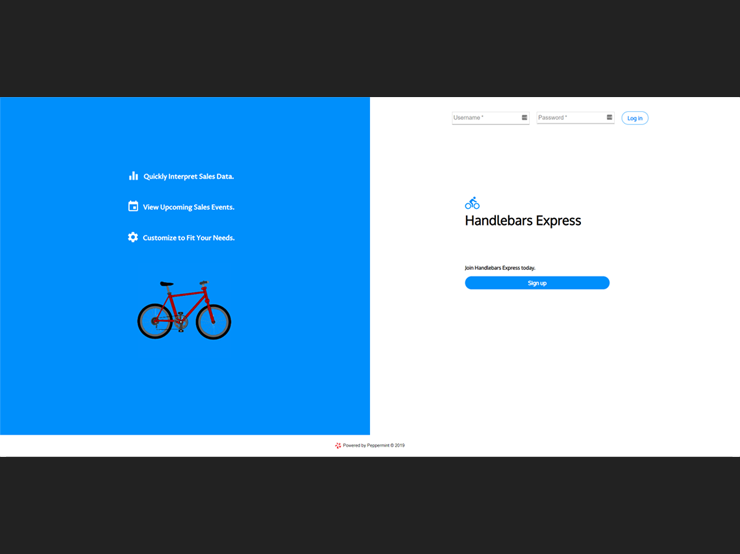 Username *
Password *
Log in
Quickly Interpret Sales Data.
View Upcoming Sales Events.
Customize to Fit Your Needs.
Handlebars Express
Join Handlebars Express today.
Sign up
Powered by Peppermint © 2019